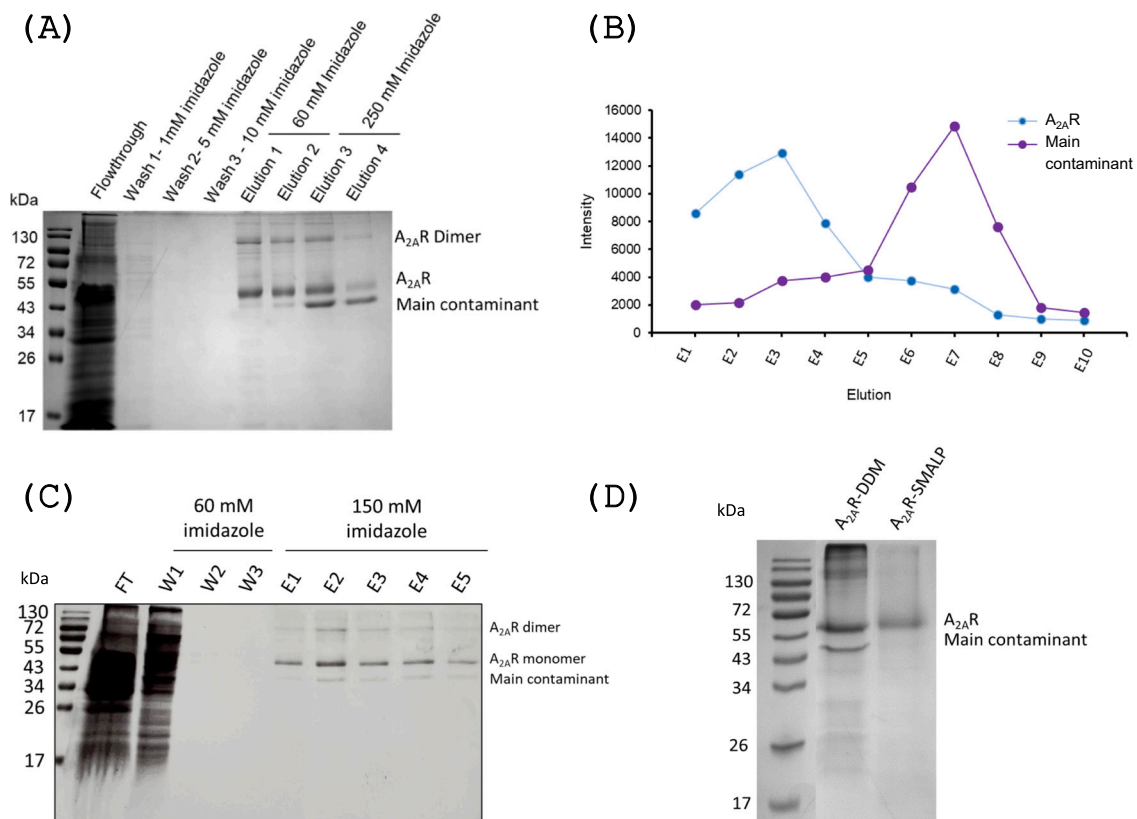 (A)
Flowthrough
Wash 1- 1mM imidazole
Wash 2- 5 mM imidazole
Wash 3 - 10 mM imidazole
Elution 1
Elution 2
Elution 3
Elution 4
60 mM Imidazole
250 mM Imidazole
kDa
130
72
55
43
34
26
17
A2AR Dimer
A2AR
Main contaminant
(B)
16000
14000
12000
10000
8000
6000
4000
2000
0
Intensity
E1
E2
E3
E4
E5
E6
E7
E8
E9
E10
Elution
A2AR
Main
contaminant
(C)
60 mM
imidazole
150 mM
imidazole
kDa
FT
W1
W2
W3
E1
E2
E3
E4
E5
130
72
55
43
34
26
17
A2AR dimer
A2AR monomer
Main contaminant
(D)
kDa
A2AR-DDM
A2AR-SMALP
130
72
55
43
34
26
17
A2AR
Main contaminant